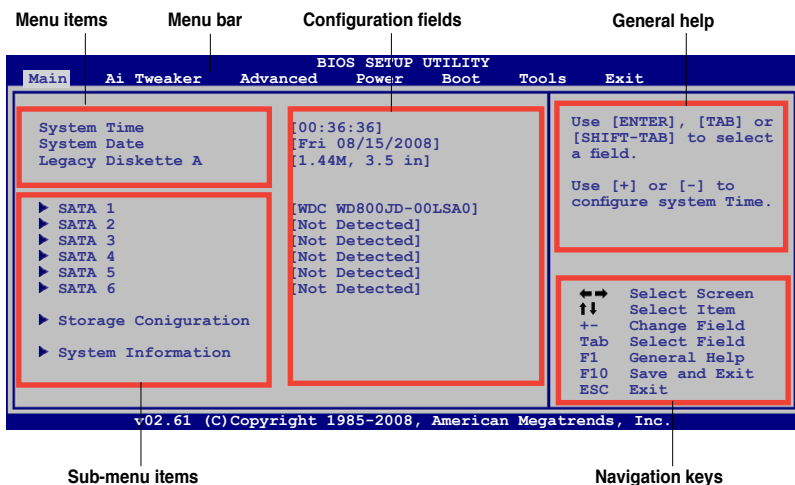 Menu items Menu bar Configuration fields General help
BIOS SETUP UTILITY
Main Ai Tweaker Advanced Power Boot Tools Exit
System Time [00:36:36]
System Date [Fri 08/15/2008]
Legacy Diskette A [1.44M, 3.5 in]
SATA 1 [WDC WD800JD-00LSA0]
SATA 2 [Not Detected]
SATA 3 [Not Detected]
SATA 4 [Not Detected]
SATA 5 [Not Detected]
SATA 6 [Not Detected]
Storage Coniguration
System Information
Use [ENTER], [TAB] or
[SHIFT-TAB] to select
a field.
Use [+] or [-] to
configure system Time.
←→ Select Screen
↑↓ Select Item
+- Change Field
Tab Select Field
F1 General Help
F10 Save and Exit
ESC Exit
v02.61 (C)Copyright 1985-2008, American Megatrends, Inc.
Sub-menu items Navigation keys